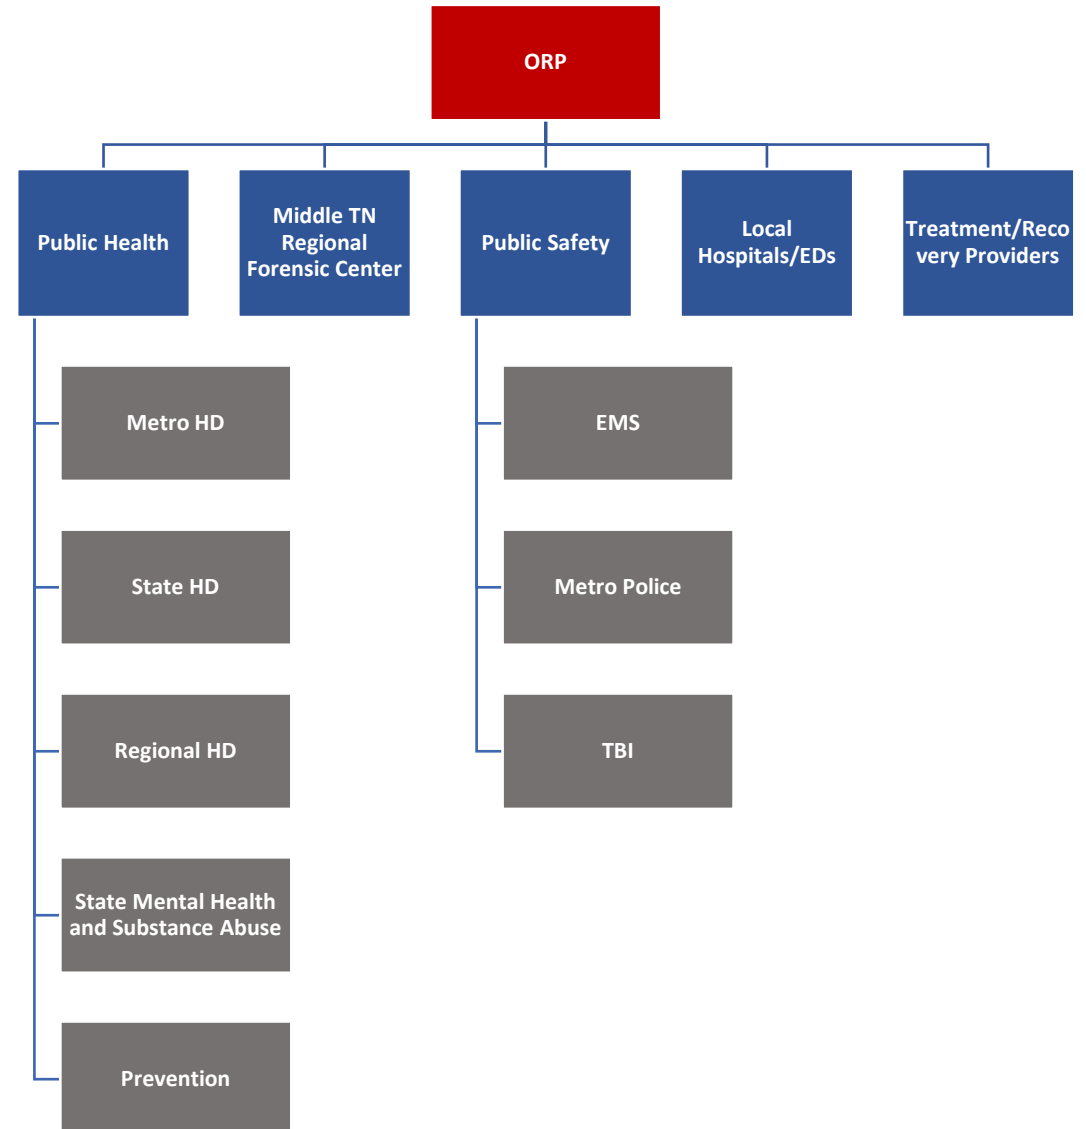 ORP
Public Health
Middle TN
Regional
Forensic Center
Public Safety
Local
Hospitals/EDs
Treatment/Reco
very Providers
Metro HD
State HD
Regional HD
State Mental Health
and Substance Abuse
Prevention
EMS
Metro Police
TBI